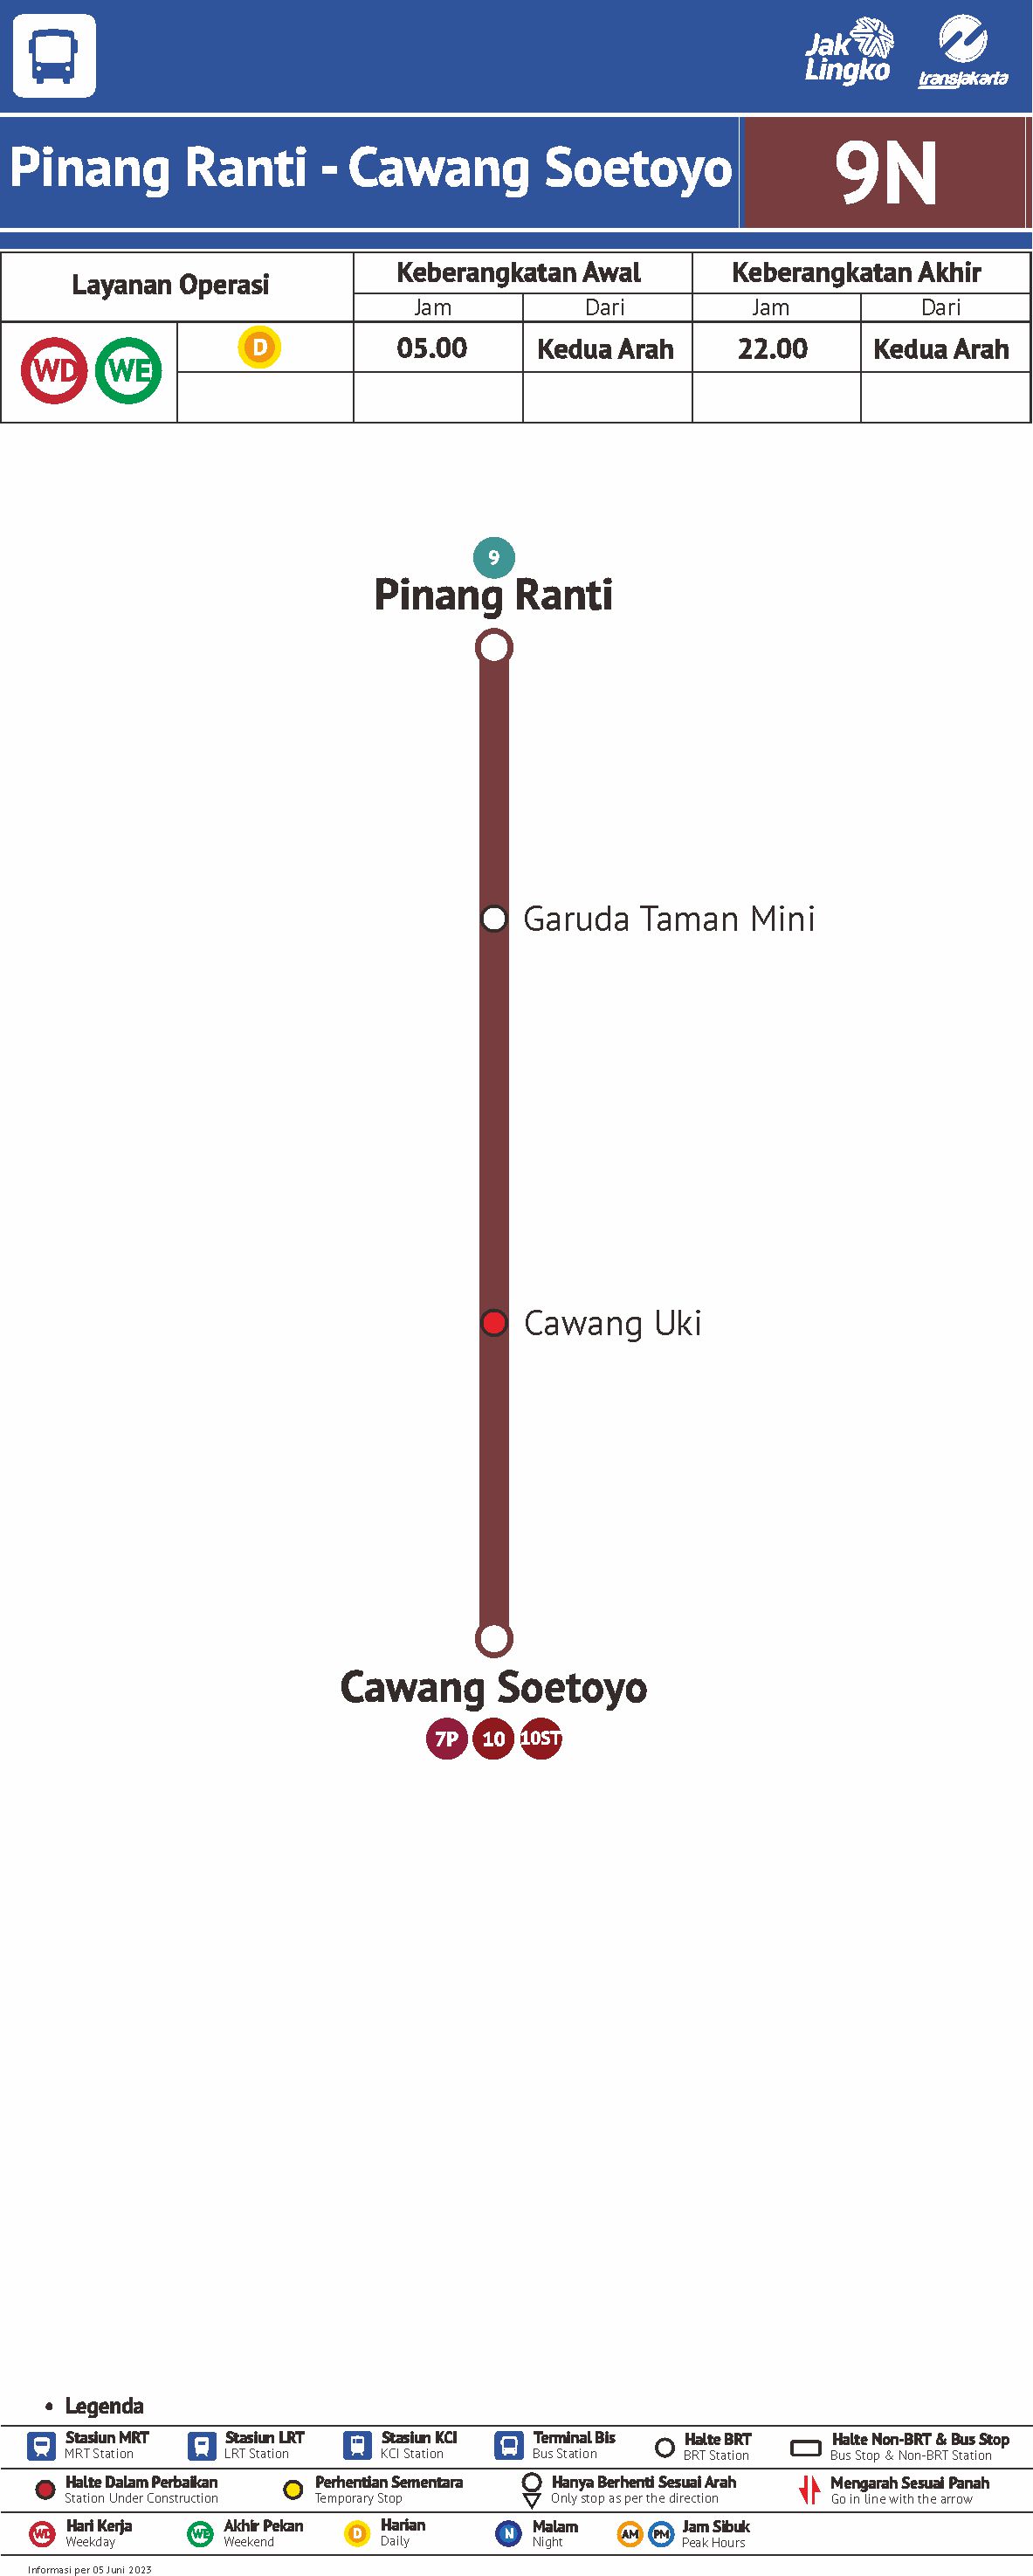 Jak
Lingko
transjakarta
Pinang Ranti - Cawang Soetoyo
9N
Layanan Operasi
Keberangkatan Awal
Keberangkatan Akhir
Jam
Dari
Jam
Dari
WD
WE
D
05.00
Kedua Arah
22.00
Kedua Arah
9
Pinang Ranti
Garuda Taman Mini
Cawang Uki
Cawang Soetoyo
7P
10
10ST
• Legenda
Stasiun MRT
MRT Station
Stasiun LRT
LRT Station
Stasiun KCI
KCI Station
Terminal Bis
Bus Station
Halte BRT
BRT Station
Halte Non-BRT & Bus Stop
Bus Stop & Non-BRT Station
Halte Dalam Perbaikan
Station Under Construction
Perhentian Sementara
Temporary Stop
Hanya Berhenti Sesuai Arah
Only stop as per the direction
Mengarah Sesuai Panah
Go in line with the arrow
WD
Hari Kerja
Weekday
WE
Akhir Pekan
Weekend
D
Harian
Daily
N
Malam
Night
AM
PM
Jam Sibuk
Peak Hours
Informasi per 05 Juni 2023